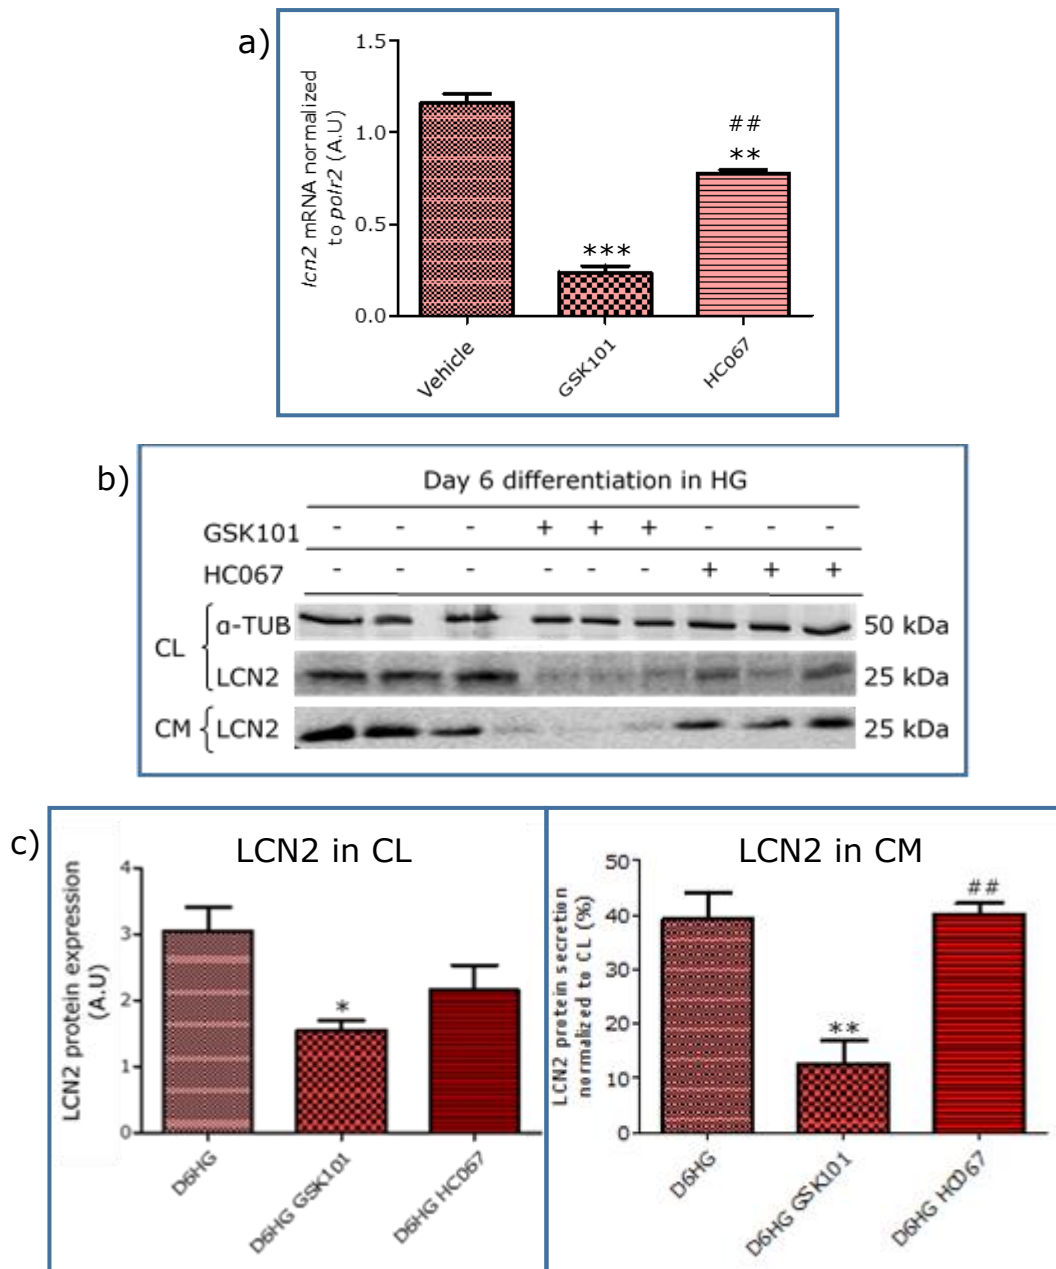 a)
lcn2 mRNA normalized
to polr2 (A.U)
1.5
1.0
0.5
0.0
***
##
**
Vehicle
GSK101
HC067
b)
Day 6 differentiation in HG
GSK101 - - - + + + - - -
HC067 - - - - - - + + +
CL { α-TUB 50 kDa
LCN2 25 kDa
CM { LCN2 25 kDa
c)
LCN2 in CL
LCN2 protein expression
(A.U)
4
3
2
1
0
*
D6HG
D6HG GSK101
D6HG HC067
LCN2 in CM
LCN2 protein secretion
normalized to CL (%)
50
40
30
20
10
0
**
##
D6HG
D6HG GSK101
D6HG HC067